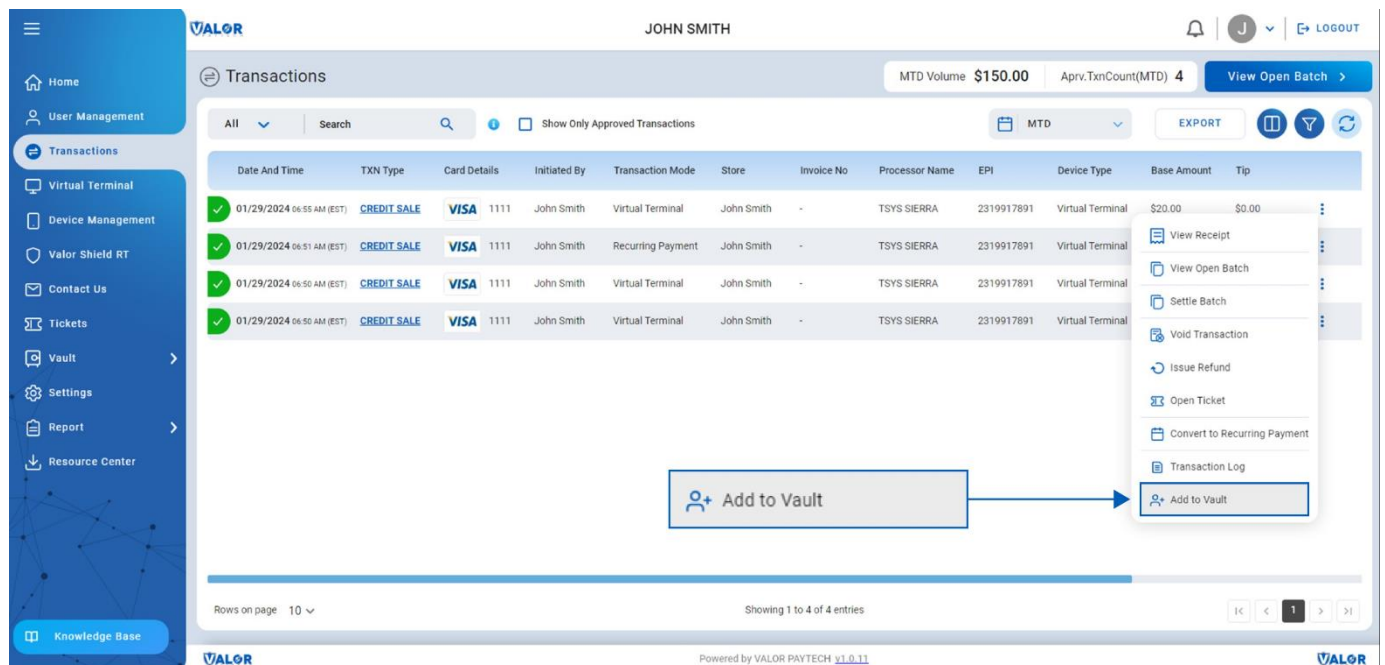 VALOR
JOHN SMITH
J
LOGOUT
Home
User Management
Transactions
Virtual Terminal
Device Management
Valor Shield RT
Contact Us
Tickets
Vault
Settings
Report
Resource Center
Knowledge Base
Transactions
MTD Volume $150.00 Aprv.TxnCount(MTD) 4 View Open Batch >
All Search Show Only Approved Transactions MTD EXPORT
Date And Time TXN Type Card Details Initiated By Transaction Mode Store Invoice No Processor Name EPI Device Type Base Amount Tip
01/29/2024 06:55 AM (EST) CREDIT SALE VISA 1111 John Smith Virtual Terminal John Smith - TSYS SIERRA 2319917891 Virtual Terminal $20.00 $0.00
01/29/2024 06:51 AM (EST) CREDIT SALE VISA 1111 John Smith Recurring Payment John Smith - TSYS SIERRA 2319917891 Virtual Terminal
01/29/2024 06:50 AM (EST) CREDIT SALE VISA 1111 John Smith Virtual Terminal John Smith - TSYS SIERRA 2319917891 Virtual Terminal
01/29/2024 06:50 AM (EST) CREDIT SALE VISA 1111 John Smith Virtual Terminal John Smith - TSYS SIERRA 2319917891 Virtual Terminal
View Receipt
View Open Batch
Settle Batch
Void Transaction
Issue Refund
Open Ticket
Convert to Recurring Payment
Transaction Log
Add to Vault
Add to Vault
Rows on page 10 Showing 1 to 4 of 4 entries 1
VALOR Powered by VALOR PAYTECH v1.0.11 VALOR